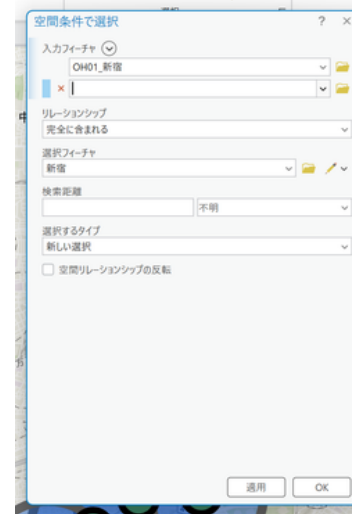 空間条件で選択
入力フィーチャ
OH01_新宿
リレーションシップ
完全に含まれる
選択フィーチャ
新宿
検索距離
不明
選択するタイプ
新しい選択
空間リレーションシップの反転
適用
OK